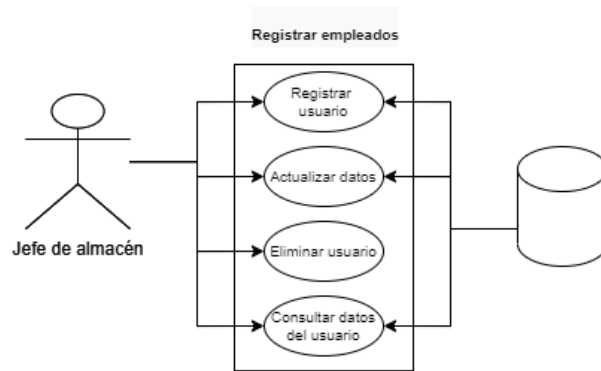 Registrar empleados
Registrar
usuario
Actualizar datos
Eliminar usuario
Consultar datos
del usuario
Jefe de almacén